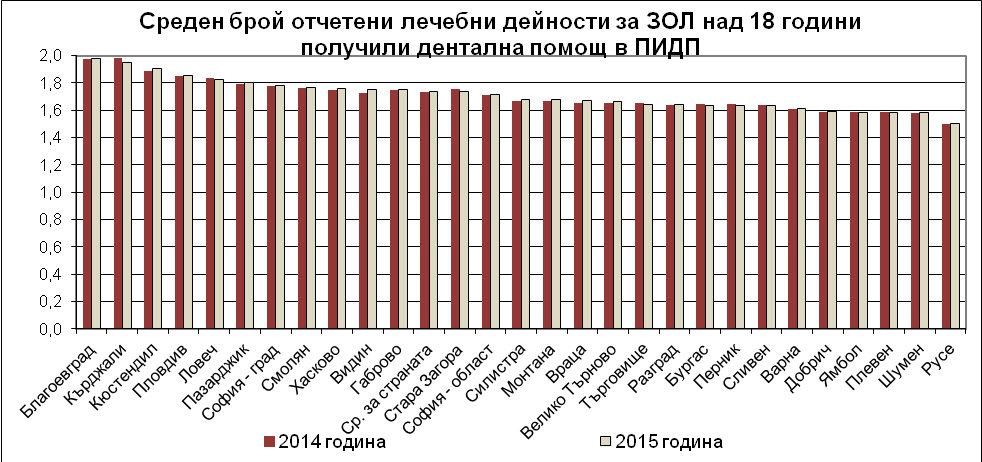 Среден брой отчетени лечебни дейности за ЗОЛ над 18 години
получили дентална помощ в ПИДП
2,0
1,8
1,6
1,4
1,2
1,0
0,8
0,6
0,4
0,2
0,0
Благоевград
Кърджали
Кюстендил
Пловдив
Ловеч
Пазарджик
София - град
Смолян
Хасково
Видин
Габрово
Ср. за страната
Стара Загора
София - област
Силистра
Монтана
Враца
Велико Търново
Търговище
Разград
Бургас
Перник
Сливен
Варна
Добрич
Ямбол
Плевен
Шумен
Русе
2014 година
2015 година